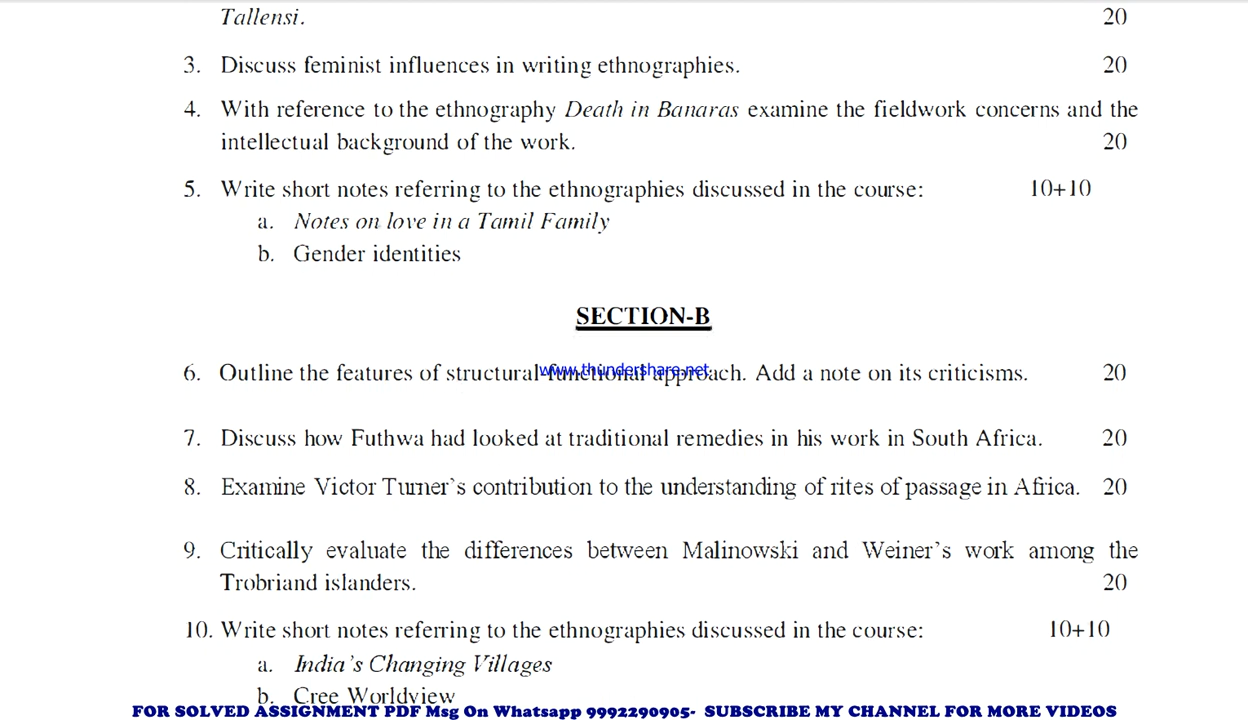 Tallensi. 20
3. Discuss feminist influences in writing ethnographies. 20
4. With reference to the ethnography Death in Banaras examine the fieldwork concerns and the
intellectual background of the work. 20
5. Write short notes referring to the ethnographies discussed in the course: 10+10
a. Notes on love in a Tamil Family
b. Gender identities
SECTION-B
6. Outline the features of structural-functional approach. Add a note on its criticisms. 20
www.thundershare.net
7. Discuss how Futhwa had looked at traditional remedies in his work in South Africa. 20
8. Examine Victor Turner's contribution to the understanding of rites of passage in Africa. 20
9. Critically evaluate the differences between Malinowski and Weiner's work among the
Trobriand islanders. 20
10. Write short notes referring to the ethnographies discussed in the course: 10+10
a. India's Changing Villages
b. Cree Worldview
FOR SOLVED ASSIGNMENT PDF Msg On Whatsapp 9992290905- SUBSCRIBE MY CHANNEL FOR MORE VIDEOS